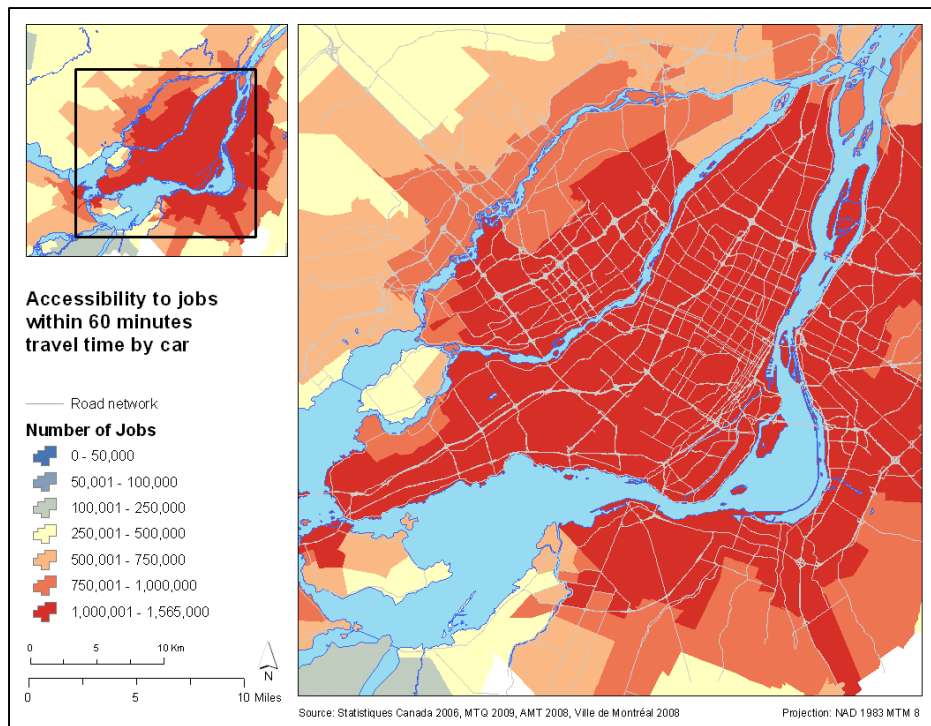 Accessibility to jobs
within 60 minutes
travel time by car
Road network
Number of Jobs
0 - 50,000
50,001 - 100,000
100,001 - 250,000
250,001 - 500,000
500,001 - 750,000
750,001 - 1,000,000
1,000,001 - 1,565,000
0 5 10 Km
N
0 5 10 Miles
Source: Statistiques Canada 2006, MTQ 2009, AMT 2008, Ville de Montréal 2008 Projection: NAD 1983 MTM 8